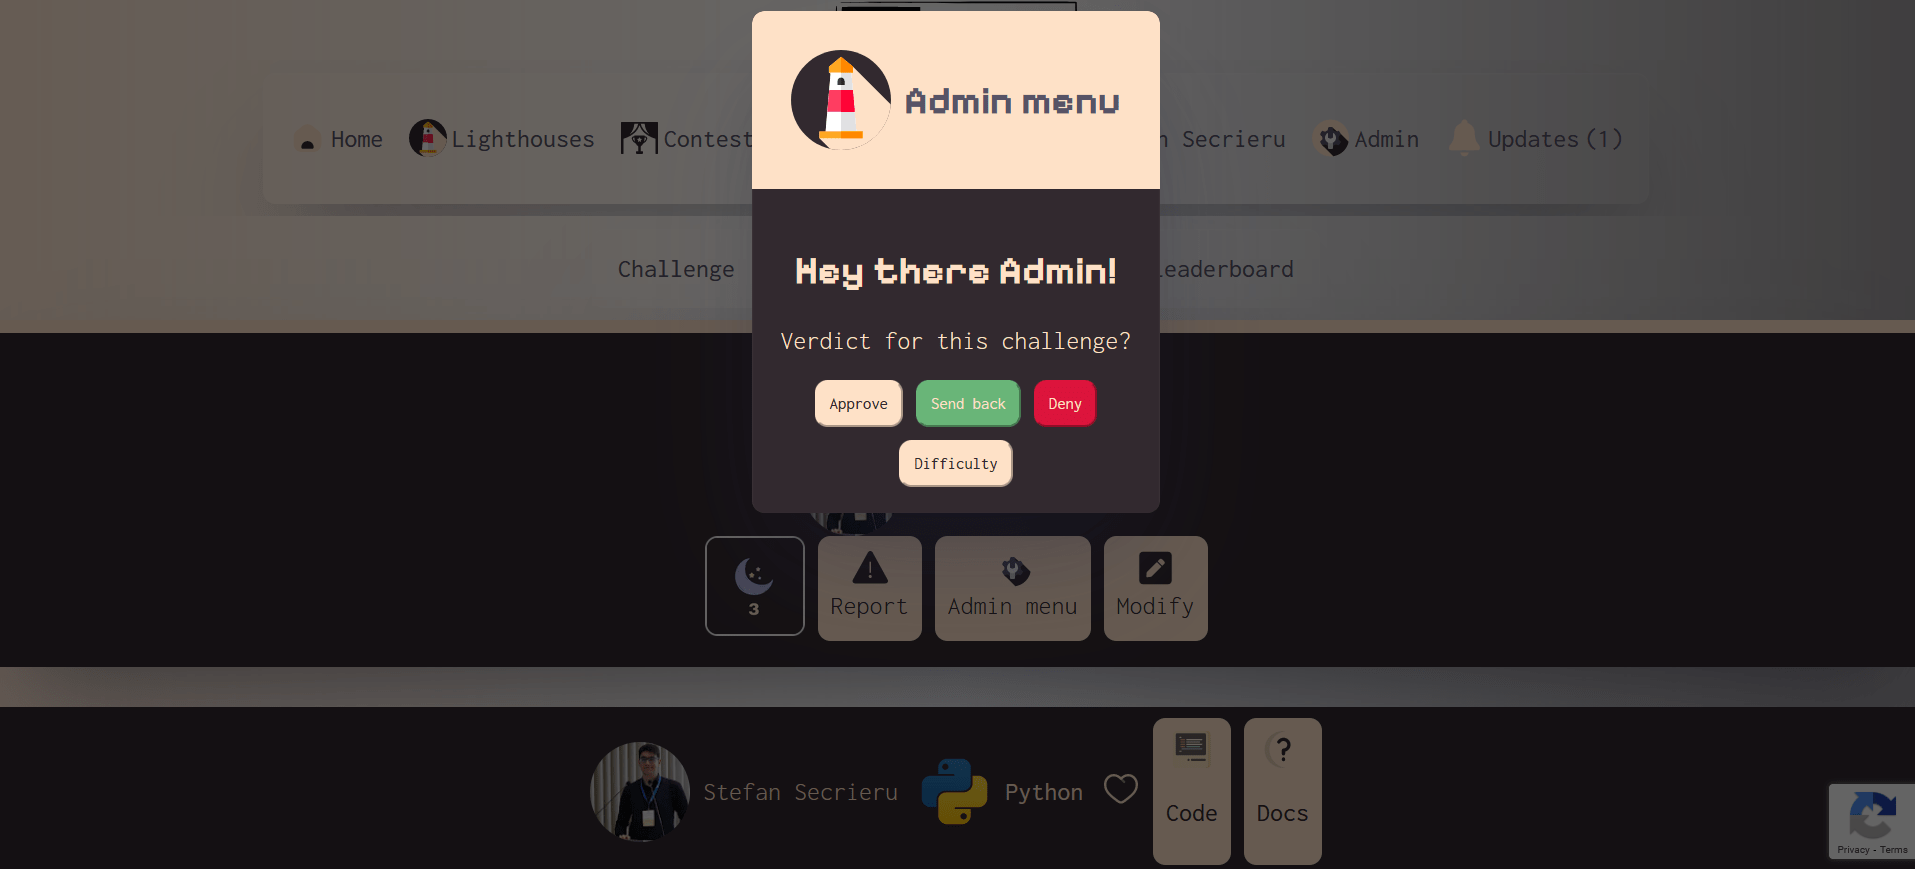 Admin menu
Home Lighthouses Contest Secrieru Admin Updates (1)
Challenge eaderboard
Hey there Admin!
Verdict for this challenge?
Approve Send back Deny
Difficulty
3 Report Admin menu Modify
Stefan Secrieru Python Code Docs
Privacy - Terms